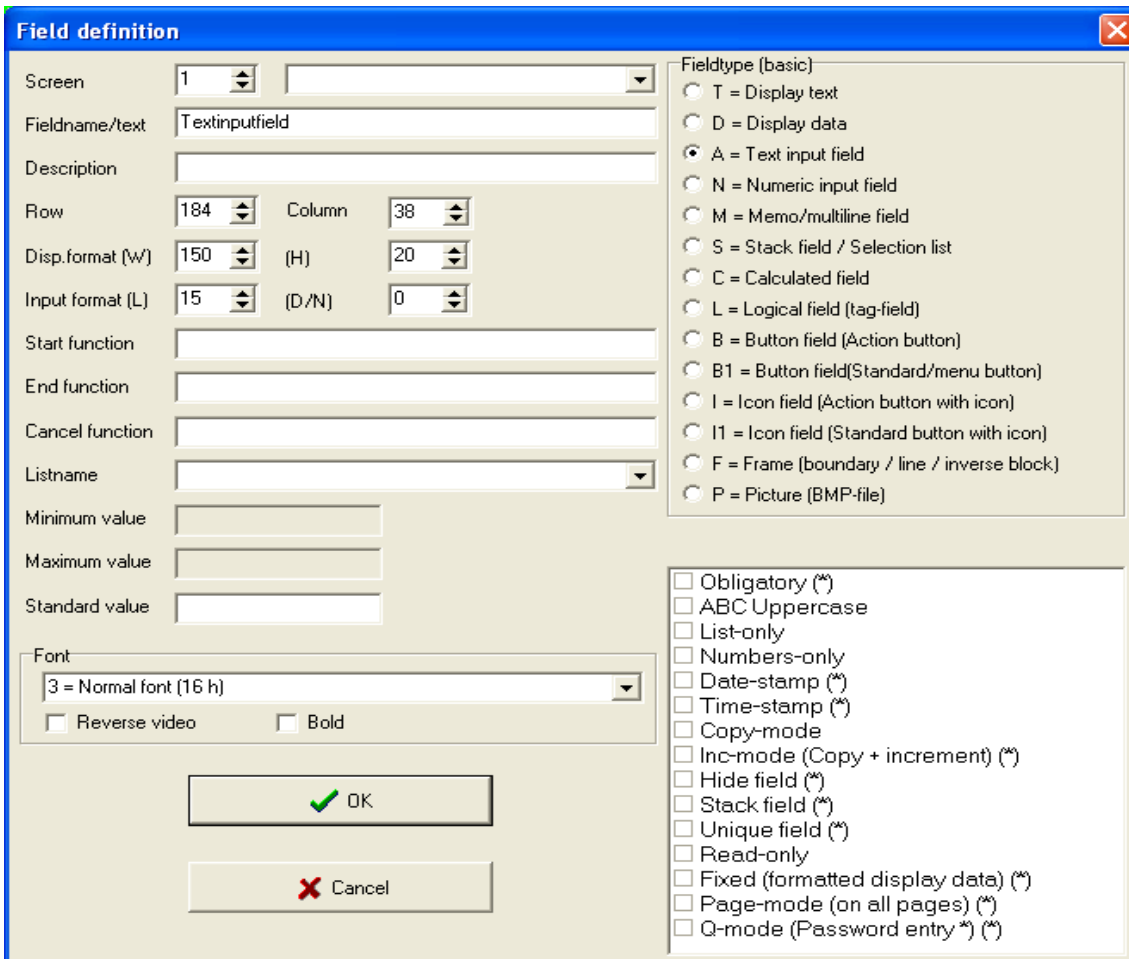 Field definition
Screen 1
Fieldname/text Textinputfield
Description
Row 184 Column 38
Disp.format (W) 150 (H) 20
Input format (L) 15 (D/N) 0
Start function
End function
Cancel function
Listname
Minimum value
Maximum value
Standard value
Font
3 = Normal font (16 h)
Reverse video Bold
OK
Cancel
Fieldtype (basic)
T = Display text
D = Display data
A = Text input field
N = Numeric input field
M = Memo/multiline field
S = Stack field / Selection list
C = Calculated field
L = Logical field (tag-field)
B = Button field (Action button)
B1 = Button field(Standard/menu button)
I = Icon field (Action button with icon)
I1 = Icon field (Standard button with icon)
F = Frame (boundary / line / inverse block)
P = Picture (BMP-file)
Obligatory (*)
ABC Uppercase
List-only
Numbers-only
Date-stamp (*)
Time-stamp (*)
Copy-mode
Inc-mode (Copy + increment) (*)
Hide field (*)
Stack field (*)
Unique field (*)
Read-only
Fixed (formatted display data) (*)
Page-mode (on all pages) (*)
Q-mode (Password entry *) (*)